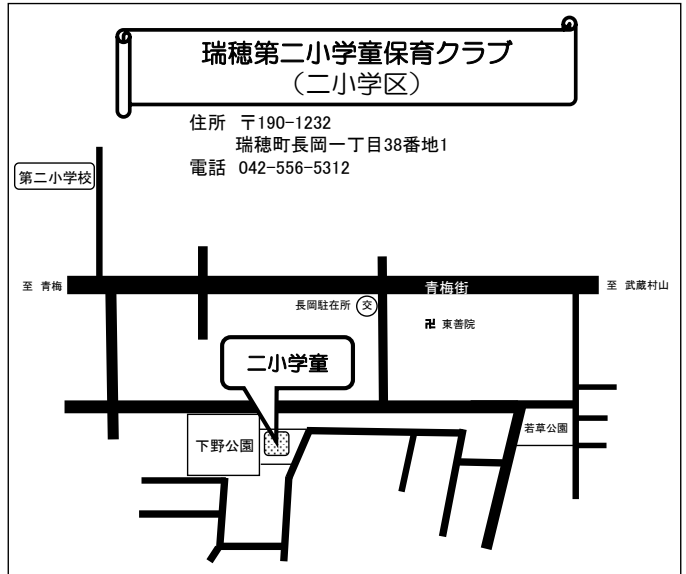 瑞穂第二小学童保育クラブ
（二小学区）
住所 〒190-1232
瑞穂町長岡一丁目38番地1
電話 042-556-5312
第二小学校
至 青梅
青梅街
至 武蔵村山
長岡駐在所 交
卍 東善院
二小学童
下野公園
若草公園